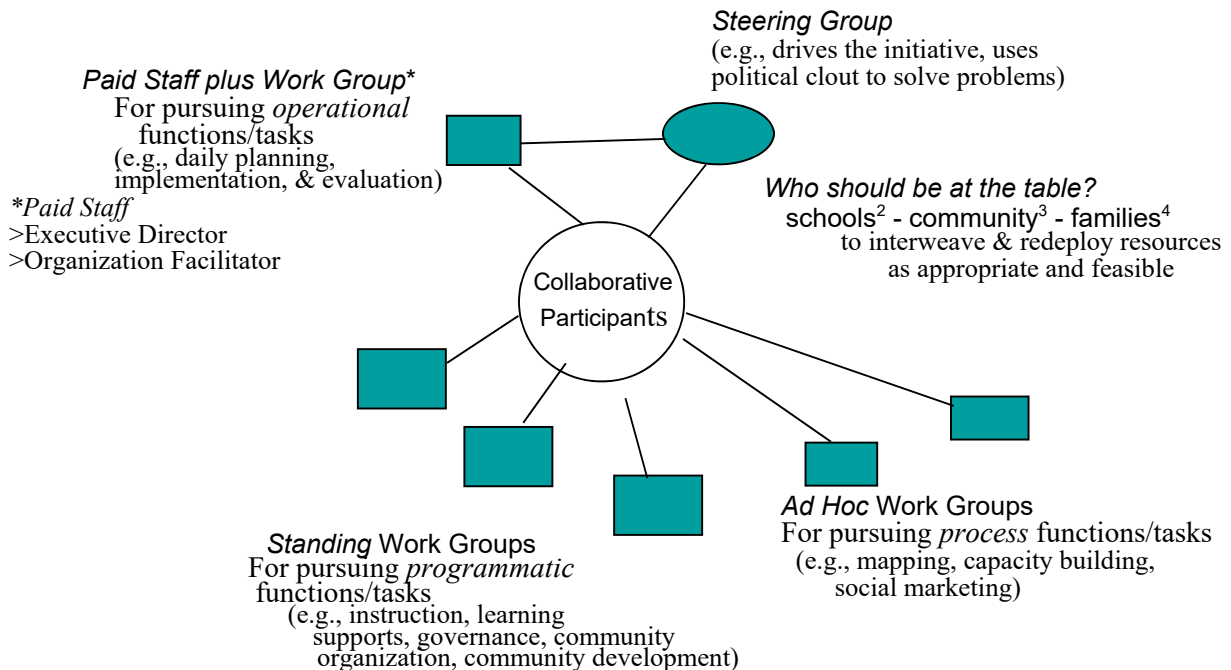 Steering Group
(e.g., drives the initiative, uses
political clout to solve problems)
Paid Staff plus Work Group*
For pursuing operational
functions/tasks
(e.g., daily planning,
implementation, & evaluation)
*Paid Staff
>Executive Director
>Organization Facilitator
Who should be at the table?
schools² - community³ - families⁴
to interweave & redeploy resources
as appropriate and feasible
Collaborative
Participants
Standing Work Groups
For pursuing programmatic
functions/tasks
(e.g., instruction, learning
supports, governance, community
organization, community development)
Ad Hoc Work Groups
For pursuing process functions/tasks
(e.g., mapping, capacity building,
social marketing)